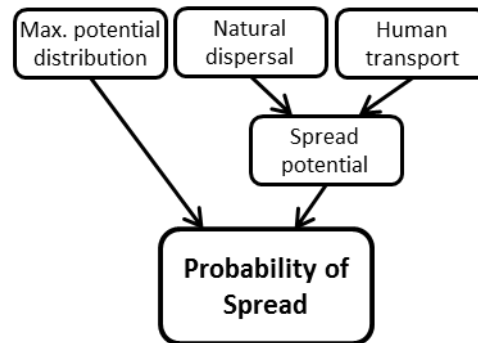 Max. potential
distribution
Natural
dispersal
Human
transport
Spread
potential
Probability of
Spread